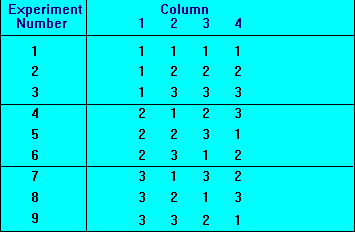 Experiment Column
Number 1 2 3 4
1 1 1 1 1
2 1 2 2 2
3 1 3 3 3
4 2 1 2 3
5 2 2 3 1
6 2 3 1 2
7 3 1 3 2
8 3 2 1 3
9 3 3 2 1